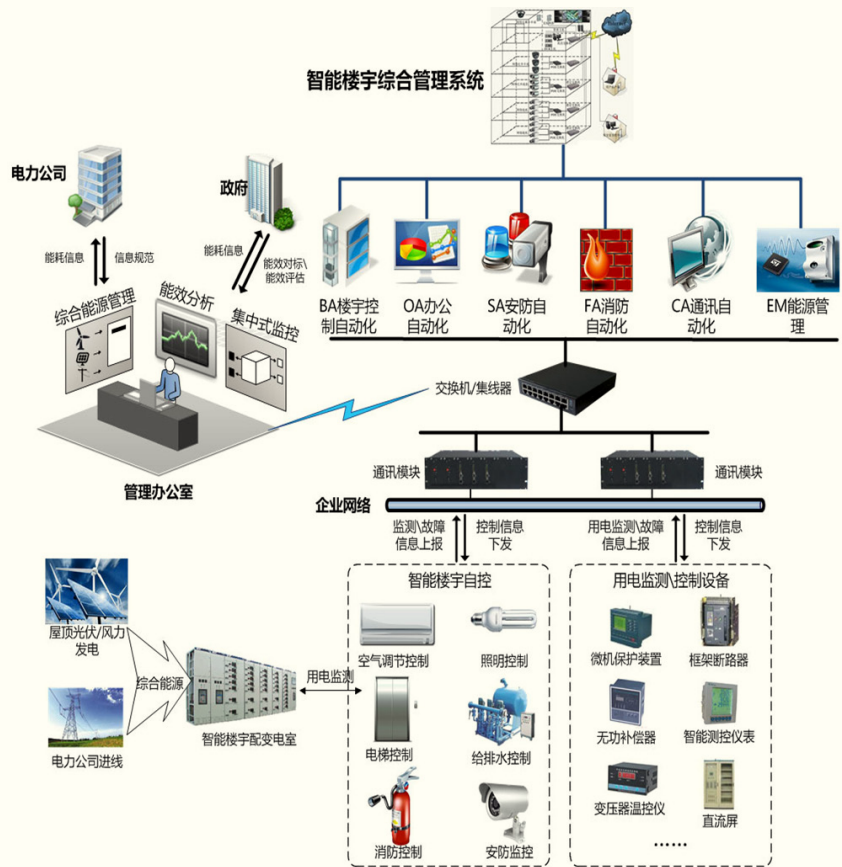 智能楼宇综合管理系统
电力公司
政府
能耗信息
信息规范
能耗信息
能效对标\
能效评估
综合能源管理
能效分析
集中式监控
管理办公室
BA楼宇控
制自动化
OA办公
自动化
SA安防自
动化
FA消防
自动化
CA通讯自
动化
EM能源管
理
交换机/集线器
通讯模块
通讯模块
企业网络
监测\故障
信息上报
控制信息
下发
用电监测\故障
信息上报
控制信息
下发
智能楼宇自控
空气调节控制
照明控制
电梯控制
给排水控制
消防控制
安防监控
用电监测\控制设备
微机保护装置
框架断路器
无功补偿器
智能测控仪表
变压器温控仪
直流屏
……
屋顶光伏/风力
发电
综合能源
电力公司进线
智能楼宇配变电室
用电监测